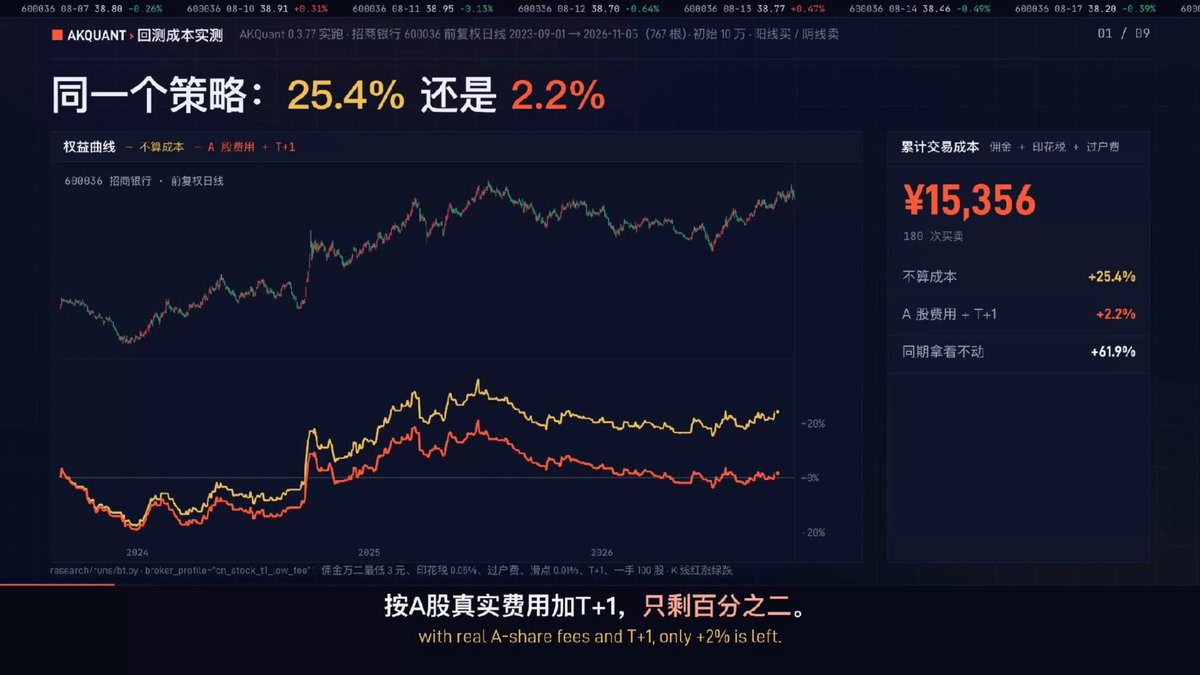 600036 08-07 38.80 -0.26% 600036 08-10 38.91 +0.31% 600036 08-11 38.95 -0.13% 600036 08-12 38.70 -0.64% 600036 08-13 38.77 +0.47% 600036 08-14 38.46 -0.49% 600036 08-17 38.20 -0.39%
AKQUANT › 回测成本实测 AKQuant 0.3.77 实跑 · 招商银行 600036 前复权日线 2023-09-01 → 2026-11-05（767 根）· 初始 10 万 · 阳线买 / 阴线卖
01 / 09
同一个策略：25.4% 还是 2.2%
权益曲线 — 不算成本 — A 股费用 + T+1
600036 招商银行 · 前复权日线
+20%
+0%
-20%
2024 2025 2026
累计交易成本 佣金 + 印花税 + 过户费
¥15,356
180 次买卖
不算成本 +25.4%
A 股费用 + T+1 +2.2%
同期拿着不动 +61.9%
research/runs/bt.py · broker_profile="cn_stock_t1_low_fee" · 佣金万二最低 3 元、印花税 0.05%、过户费、滑点 0.01%、T+1、一手 100 股 · K 线红涨绿跌
按A股真实费用加T+1，只剩百分之二。
with real A-share fees and T+1, only +2% is left.